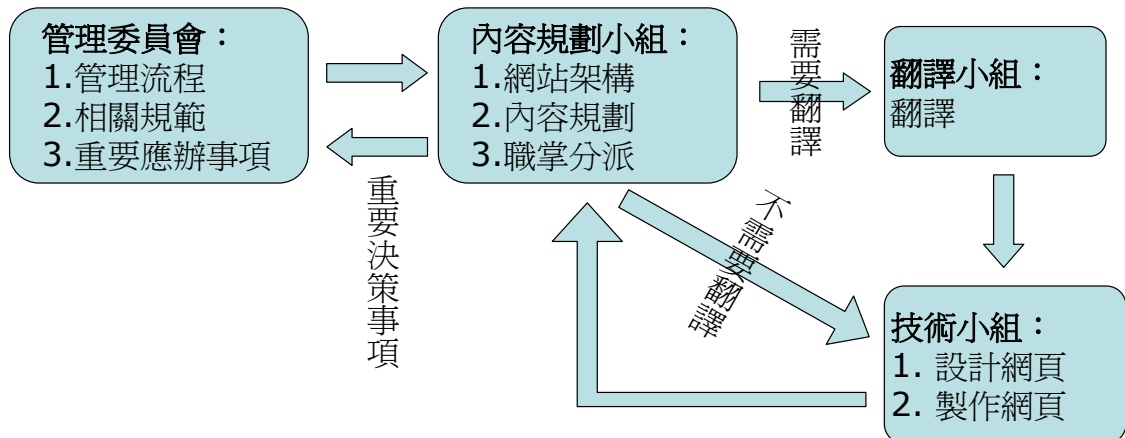 管理委員會：
1.管理流程
2.相關規範
3.重要應辦事項
重要決策事項
內容規劃小組：
1.網站架構
2.內容規劃
3.職掌分派
需要翻譯
不需要翻譯
翻譯小組：
翻譯
技術小組：
1. 設計網頁
2. 製作網頁